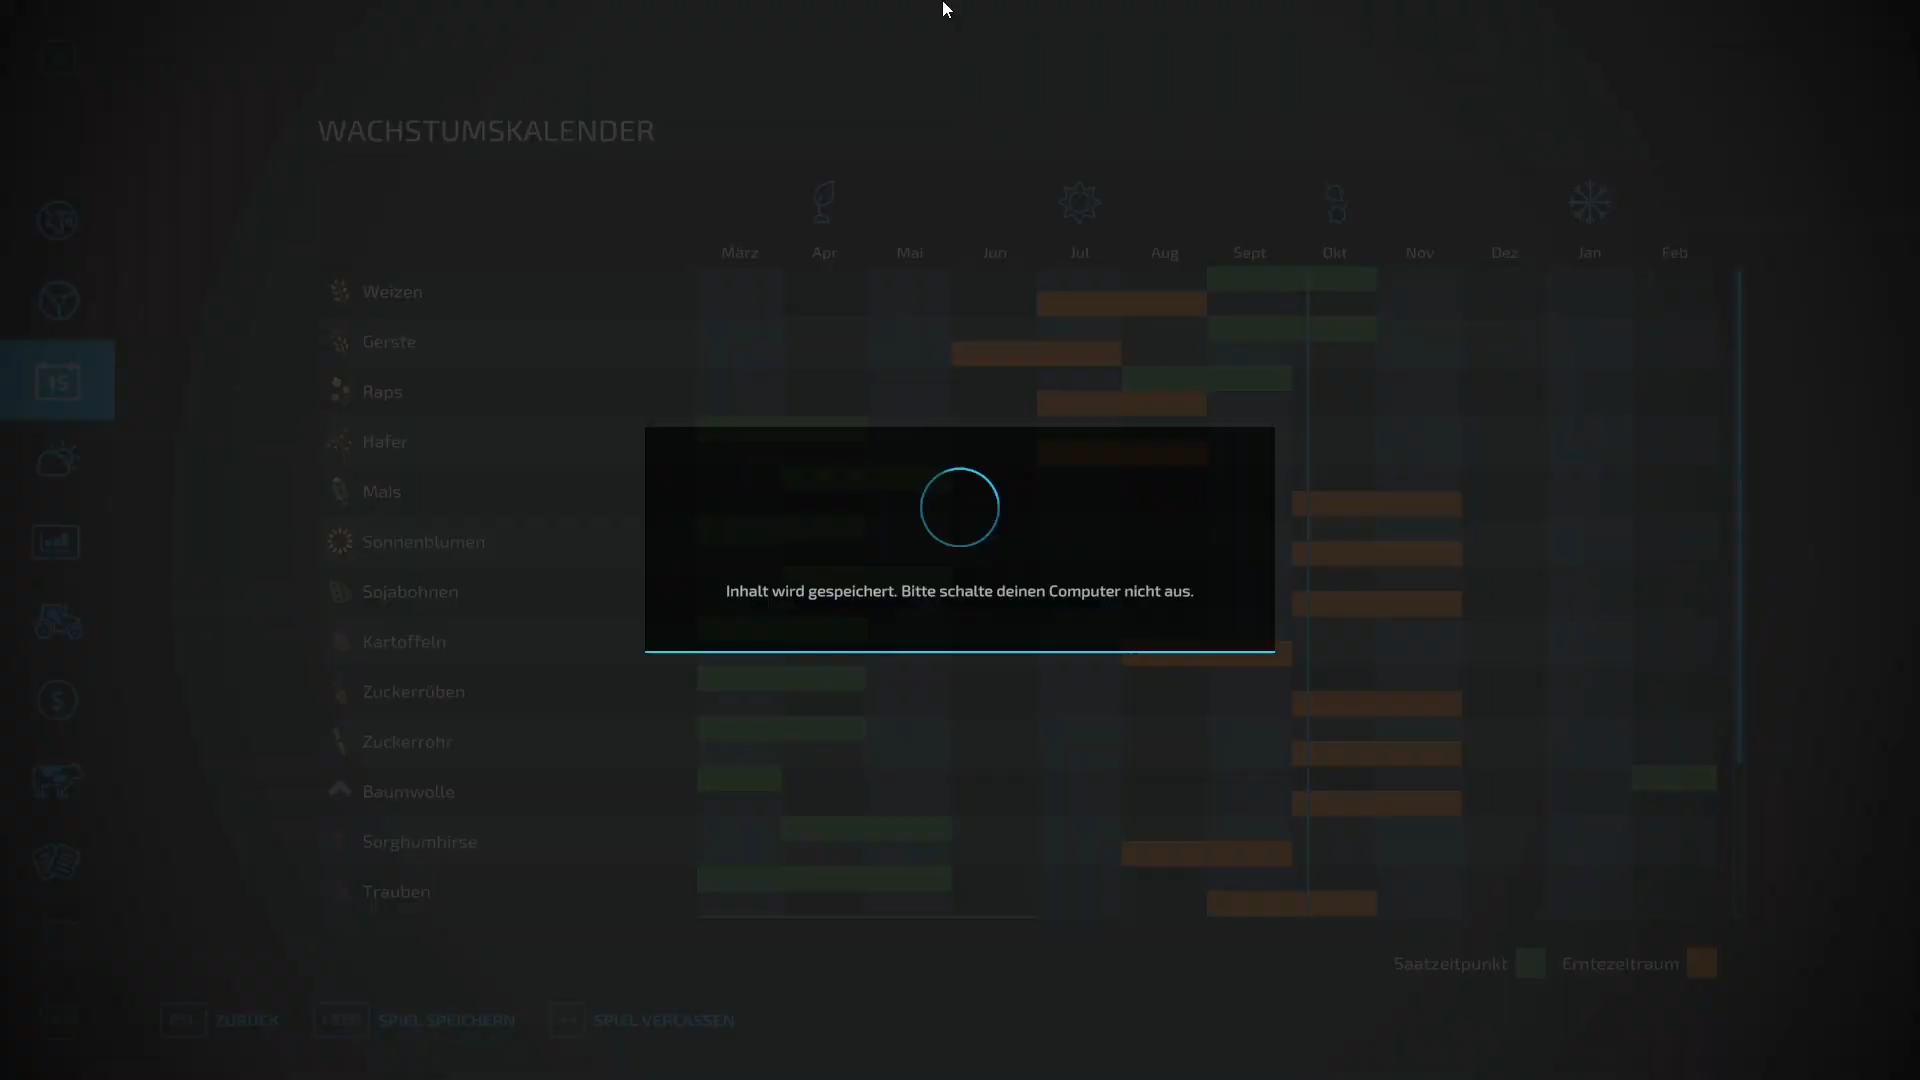 WACHSTUMSKALENDER
März Apr Mai Jun Jul Aug Sept Okt Nov Dez Jan Feb
Weizen
Gerste
Raps
Hafer
Mais
Sonnenblumen
Sojabohnen
Kartoffeln
Zuckerrüben
Zuckerrohr
Baumwolle
Sorghumhirse
Trauben
15
$
Inhalt wird gespeichert. Bitte schalte deinen Computer nicht aus.
Saatzeitpunkt Erntezeitraum
ZURÜCK SPIEL SPEICHERN SPIEL VERLASSEN